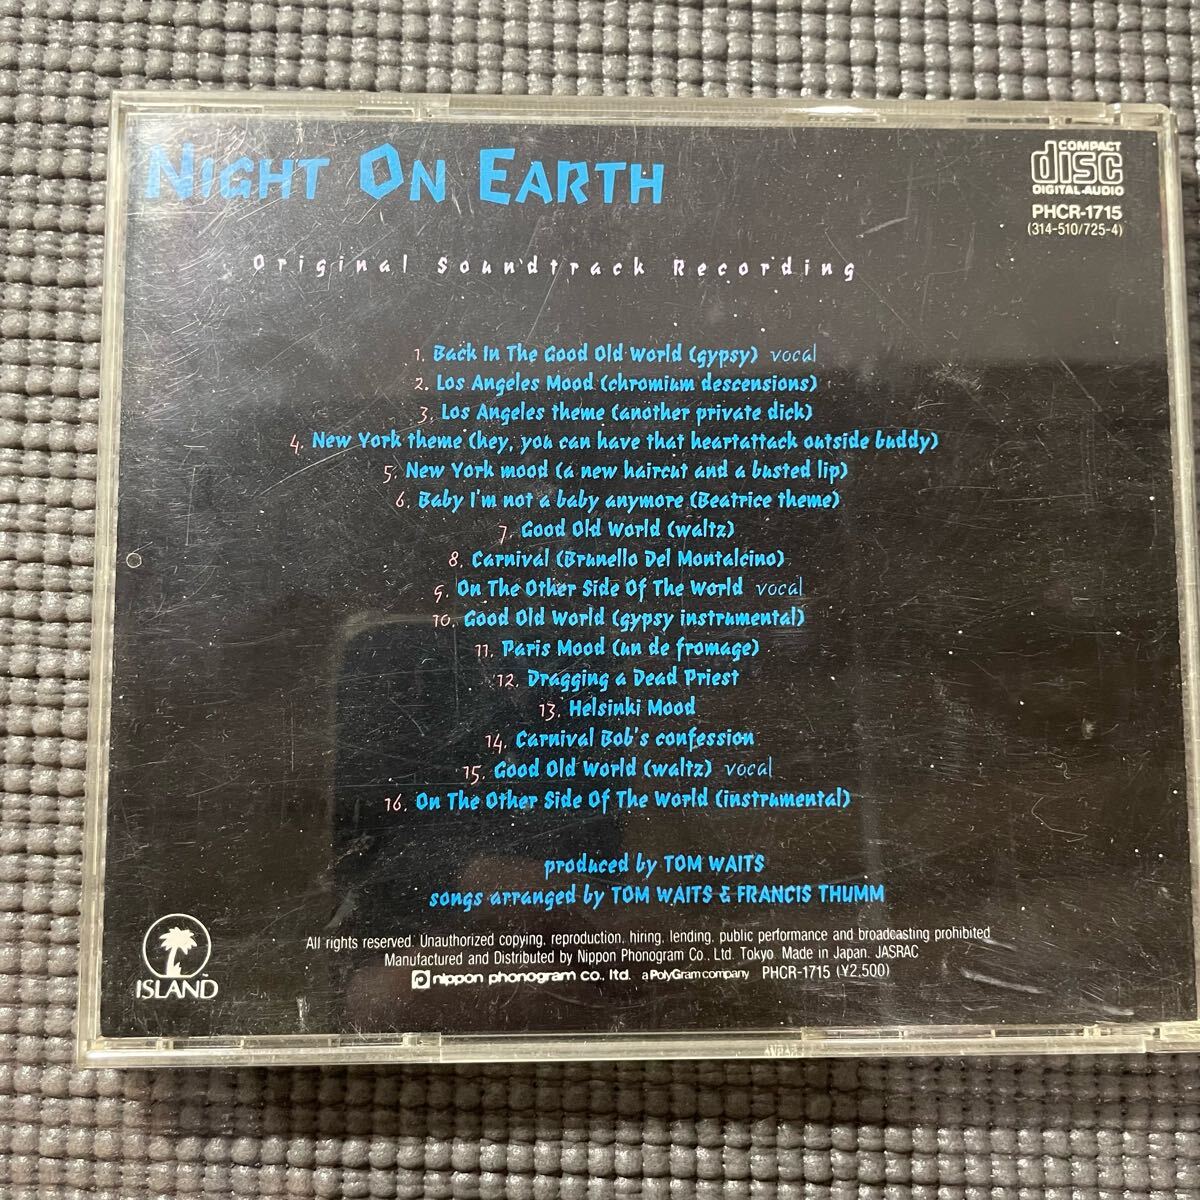 NIGHT ON EARTH
COMPACT
disc
DIGITAL AUDIO
PHCR-1715
(314-510/725-4)
Original Soundtrack Recording
1. Back In The Good Old World (gypsy) vocal
2. Los Angeles Mood (chromium descensions)
3. Los Angeles theme (another private dick)
4. New York theme (hey, you can have that heartattack outside buddy)
5. New York mood (a new haircut and a busted lip)
6. Baby I'm not a baby anymore (Beatrice theme)
7. Good Old World (waltz)
8. Carnival (Brunello Del Montalcino)
9. On The Other Side Of The World vocal
10. Good Old World (gypsy instrumental)
11. Paris Mood (un de fromage)
12. Dragging a Dead Priest
13. Helsinki Mood
14. Carnival Bob's confession
15. Good Old World (waltz) vocal
16. On The Other Side Of The World (instrumental)
produced by TOM WAITS
songs arranged by TOM WAITS & FRANCIS THUMM
All rights reserved. Unauthorized copying, reproduction, hiring, lending, public performance and broadcasting prohibited
Manufactured and Distributed by Nippon Phonogram Co., Ltd. Tokyo. Made in Japan. JASRAC
nippon phonogram co., ltd. a PolyGram company PHCR-1715 (¥2,500)
ISLAND™